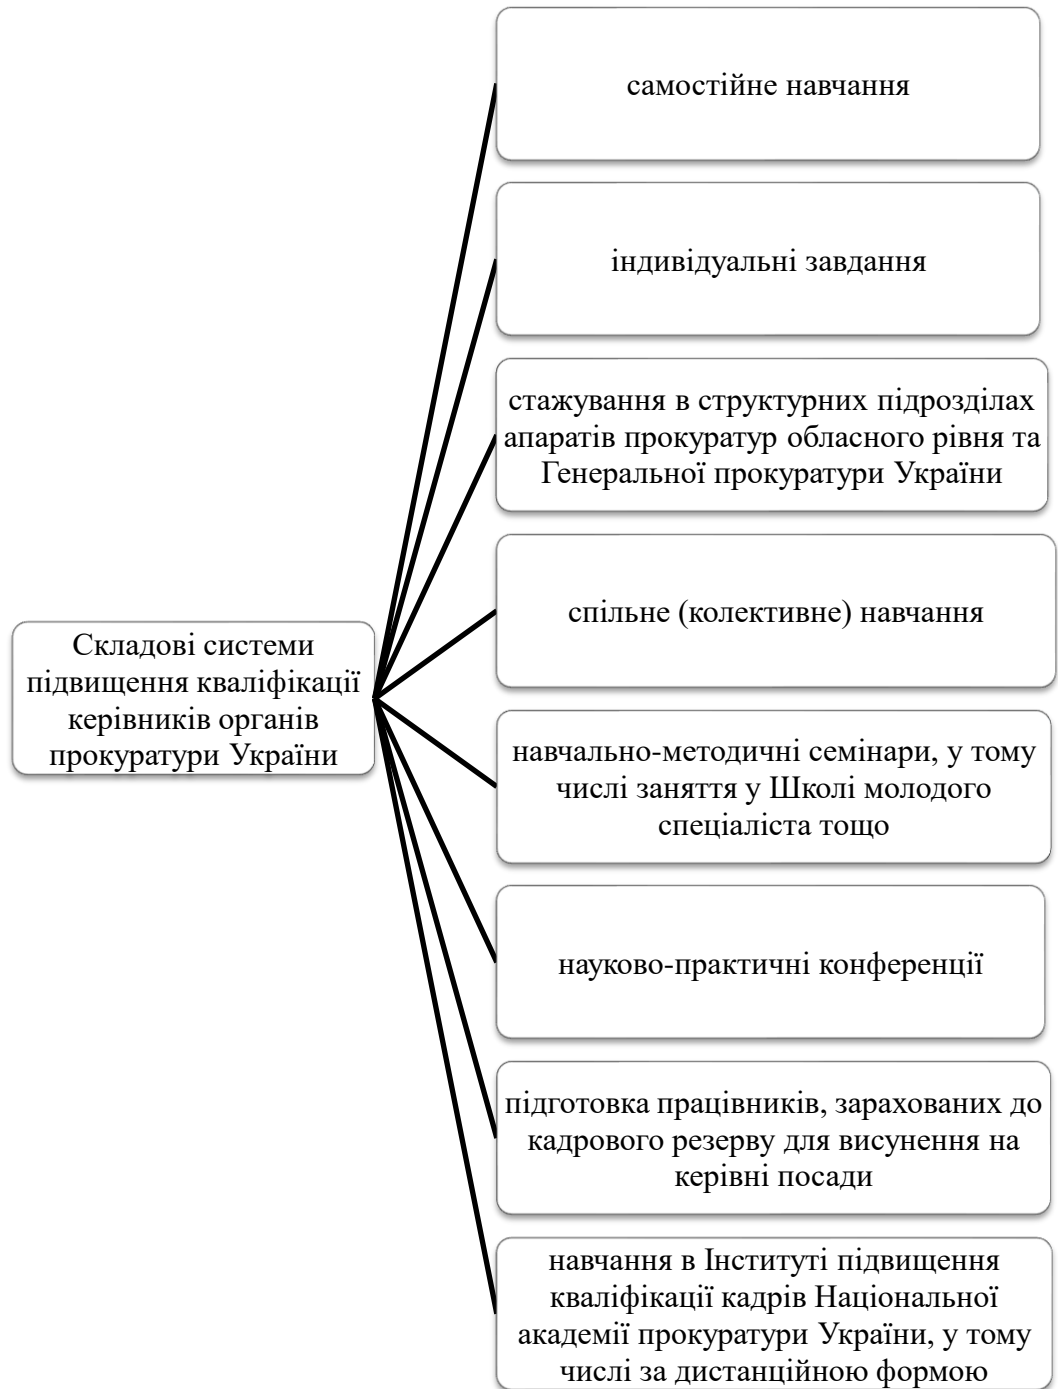 самостійне навчання
індивідуальні завдання
стажування в структурних підрозділах
апаратів прокуратур обласного рівня та
Генеральної прокуратури України
спільне (колективне) навчання
Складові системи
підвищення кваліфікації
керівників органів
прокуратури України
навчально-методичні семінари, у тому
числі заняття у Школі молодого
спеціаліста тощо
науково-практичні конференції
підготовка працівників, зарахованих до
кадрового резерву для висунення на
керівні посади
навчання в Інституті підвищення
кваліфікації кадрів Національної
академії прокуратури України, у тому
числі за дистанційною формою